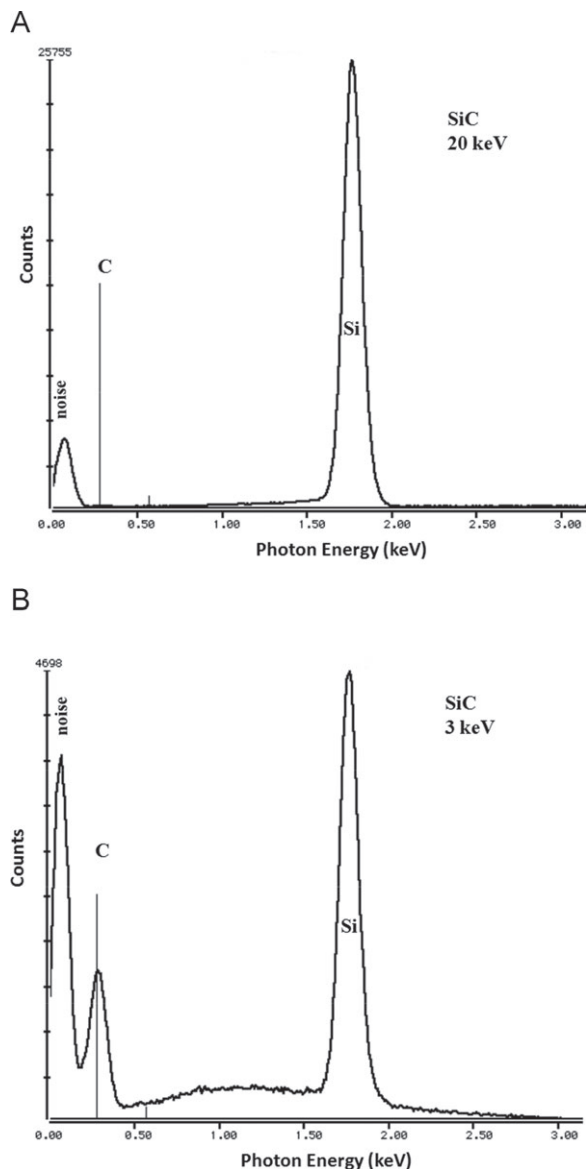 A
25755
SiC
20 keV
Counts
C
Si
noise
0.00 0.50 1.00 1.50 2.00 2.50 3.00
Photon Energy (keV)
B
4698
SiC
3 keV
noise
C
Counts
Si
0.00 0.50 1.00 1.50 2.00 2.50 3.00
Photon Energy (keV)